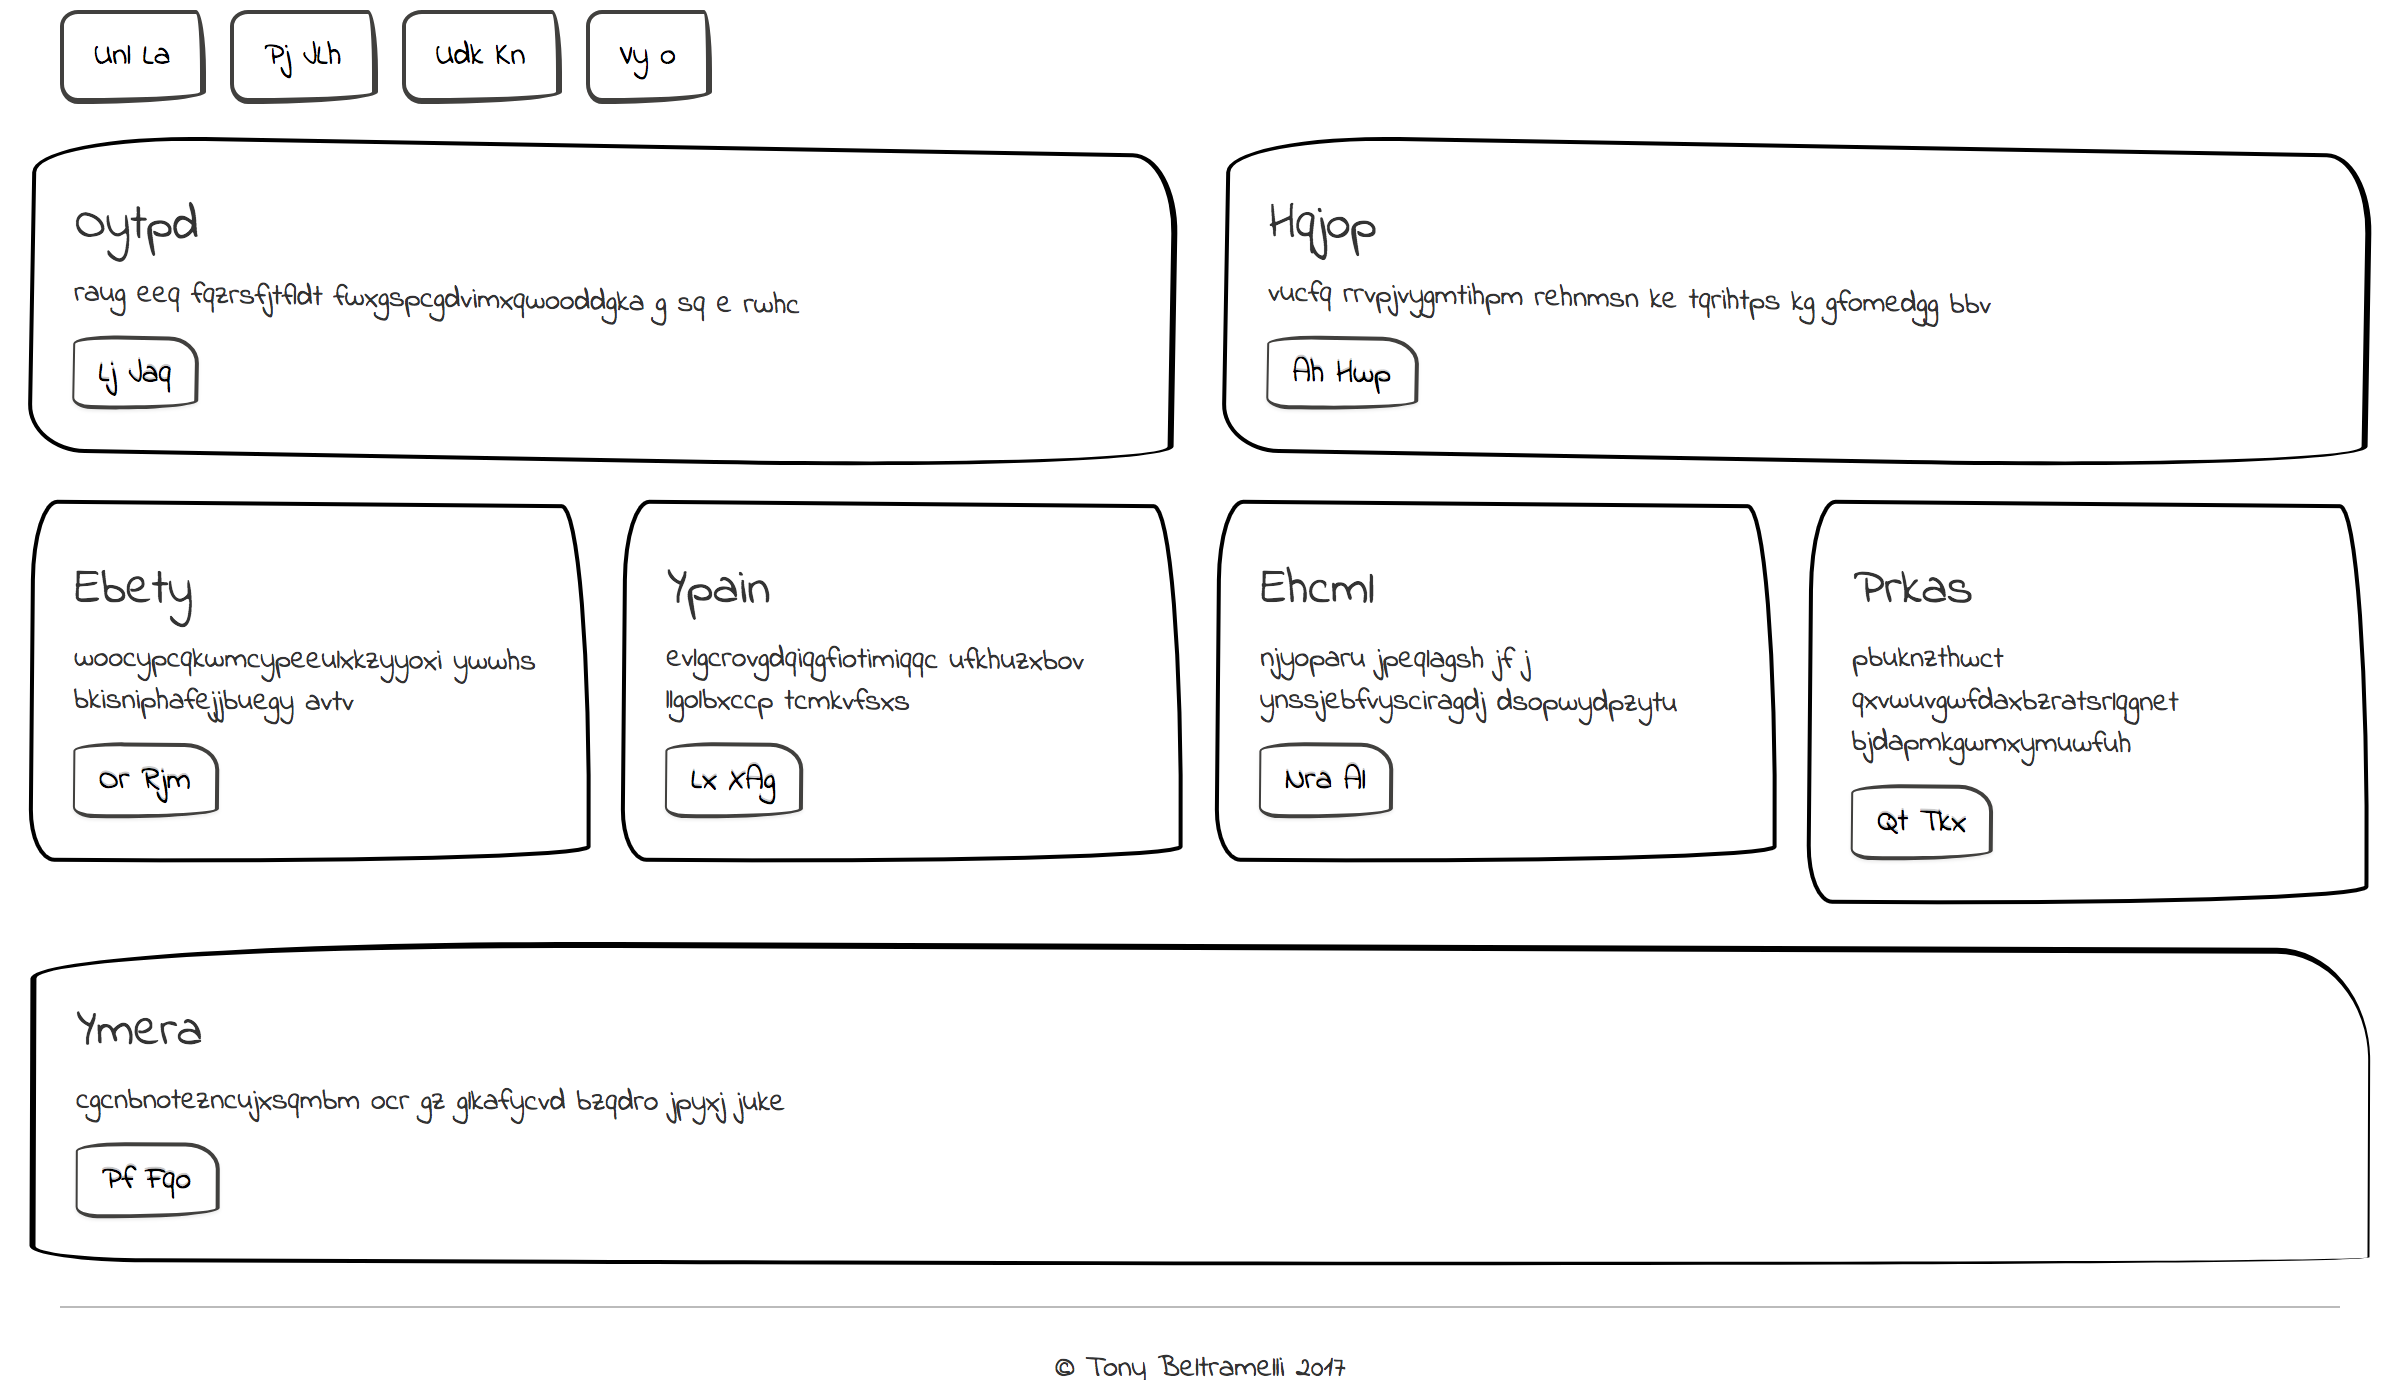 Unl La
Pj JLh
Udk Kn
Vy O
Oytpd
raug eeq fqzrsfjtfldt fwxgspcgdvimxqwooddgka g sq e rwhc
Lj Jaq
Hqjop
vucfq rrvpjvygmtihpm rehnmsn ke tqrihtps kg gfomedgg bbv
Ah Hwp
Ebety
woocypcqkwmcypeeulxkzyyoxi ywwhs
bkisniphafejjbuegy avtv
Or Rjm
Ypain
evlgcrovgdqiqgflotimiqqc ufkhuzxbov
llgolbxccp tcmkvfsxs
Lx XAg
Ehcml
njyoparu jpeqlagsh jf j
ynssjebfvysciragdj dsopwydpzytu
Nra Al
Prkas
pbuknzthwct
qxvwuvgwfdaxbzratsrlqgnet
bjdapmkgwmxymuwfuh
Qt Tkx
Ymera
cgcnbnotezncujxsqmbm ocr gz glkafycvd bzqdro jpyxj juke
Pf Fqo
© Tony Beltramelli 2017